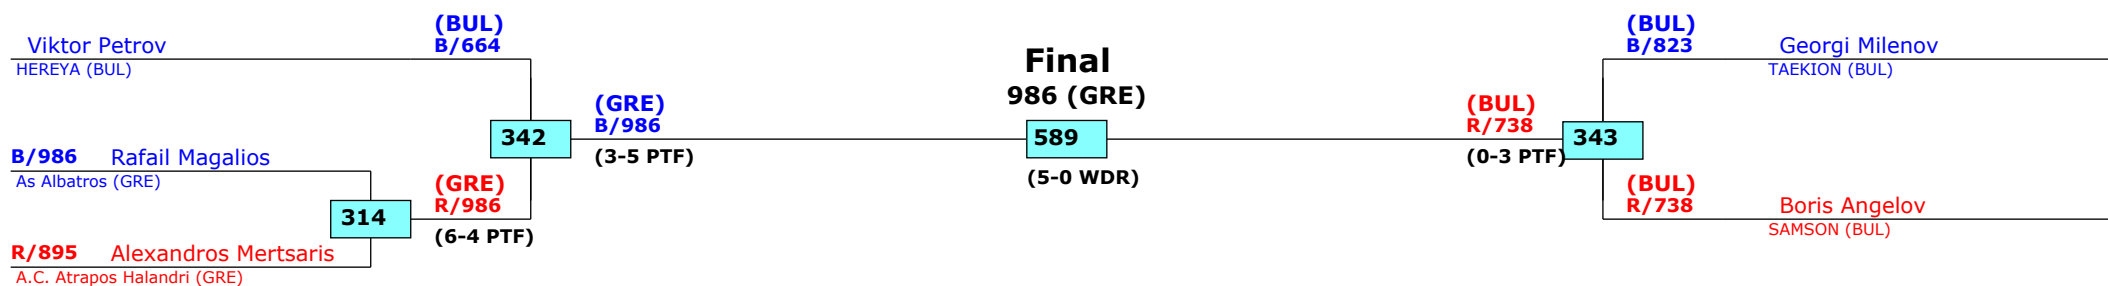 Viktor Petrov
HEREYA (BUL)
(BUL)
B/664
B/986 Rafail Magalios
As Albatros (GRE)
R/895 Alexandros Mertsaris
A.C. Atrapos Halandri (GRE)
314
(GRE)
R/986
(6-4 PTF)
342
(GRE)
B/986
(3-5 PTF)
Final
986 (GRE)
589
(5-0 WDR)
(BUL)
R/738
(0-3 PTF)
343
(BUL)
B/823 Georgi Milenov
TAEKION (BUL)
(BUL)
R/738 Boris Angelov
SAMSON (BUL)